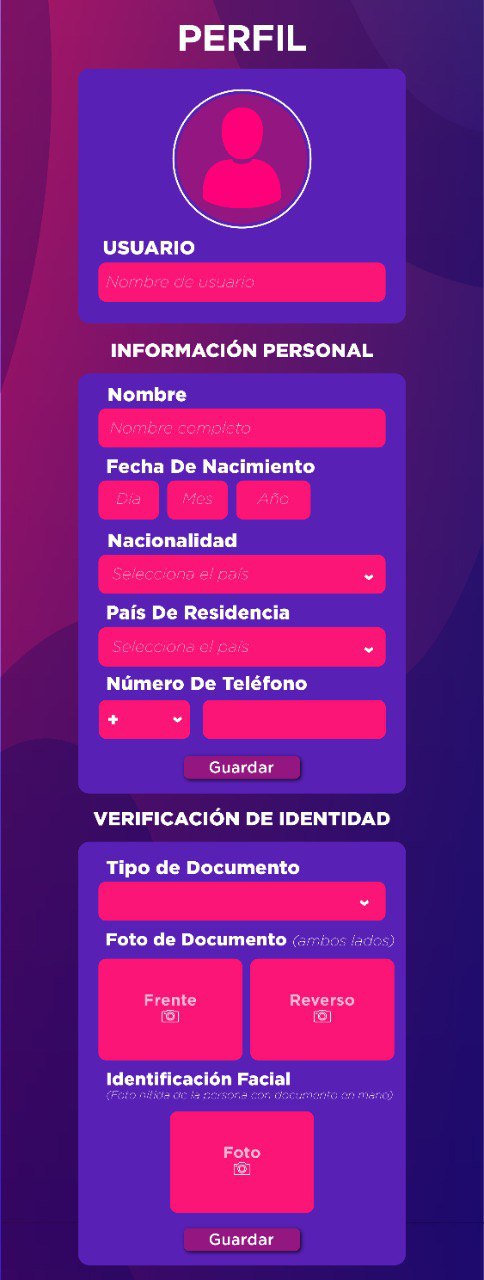 PERFIL
USUARIO
Nombre de usuario
INFORMACIÓN PERSONAL
Nombre
Nombre completo
Fecha De Nacimiento
Día Mes Año
Nacionalidad
Selecciona el país
País De Residencia
Selecciona el país
Número De Teléfono
+
Guardar
VERIFICACIÓN DE IDENTIDAD
Tipo de Documento
Foto de Documento (ambos lados)
Frente Reverso
Identificación Facial
(Foto nítida de la persona con documento en mano)
Foto
Guardar